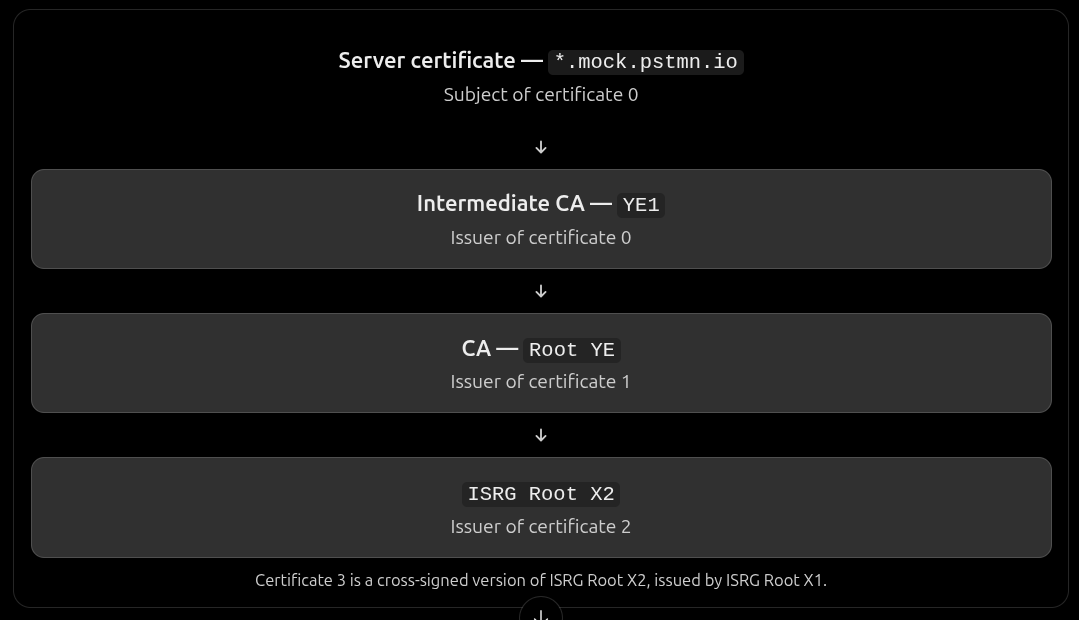 Server certificate — *.mock.pstmn.io
Subject of certificate 0
↓
Intermediate CA — YE1
Issuer of certificate 0
↓
CA — Root YE
Issuer of certificate 1
↓
ISRG Root X2
Issuer of certificate 2
Certificate 3 is a cross-signed version of ISRG Root X2, issued by ISRG Root X1.